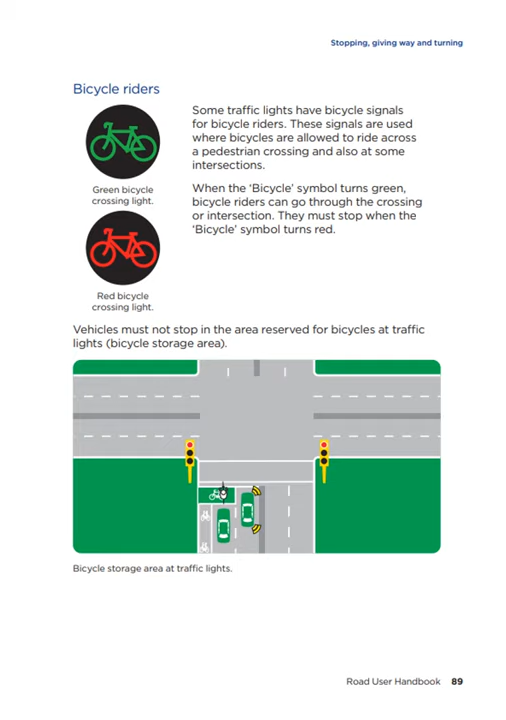 Stopping, giving way and turning
Bicycle riders
Green bicycle
crossing light.
Red bicycle
crossing light.
Some traffic lights have bicycle signals
for bicycle riders. These signals are used
where bicycles are allowed to ride across
a pedestrian crossing and also at some
intersections.
When the ‘Bicycle’ symbol turns green,
bicycle riders can go through the crossing
or intersection. They must stop when the
‘Bicycle’ symbol turns red.
Vehicles must not stop in the area reserved for bicycles at traffic
lights (bicycle storage area).
Bicycle storage area at traffic lights.
Road User Handbook 89